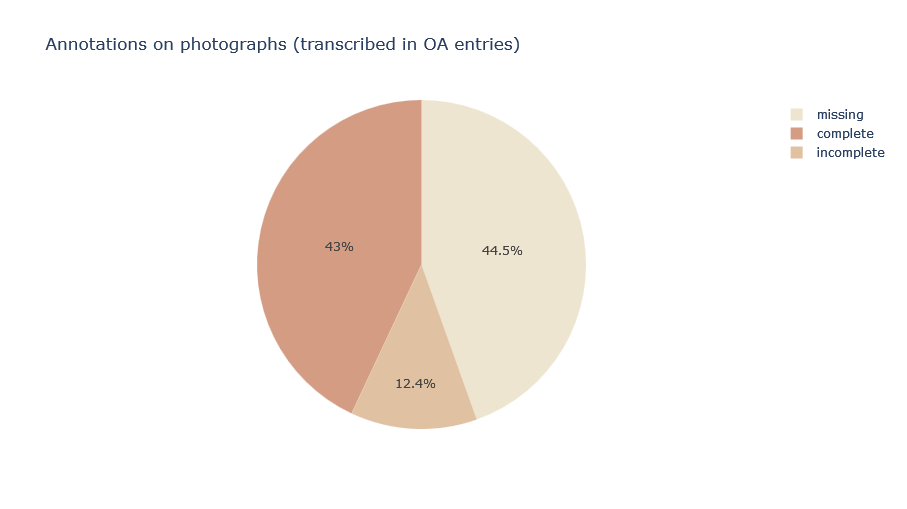 Annotations on photographs (transcribed in OA entries)
missing
complete
incomplete
43%
44.5%
12.4%